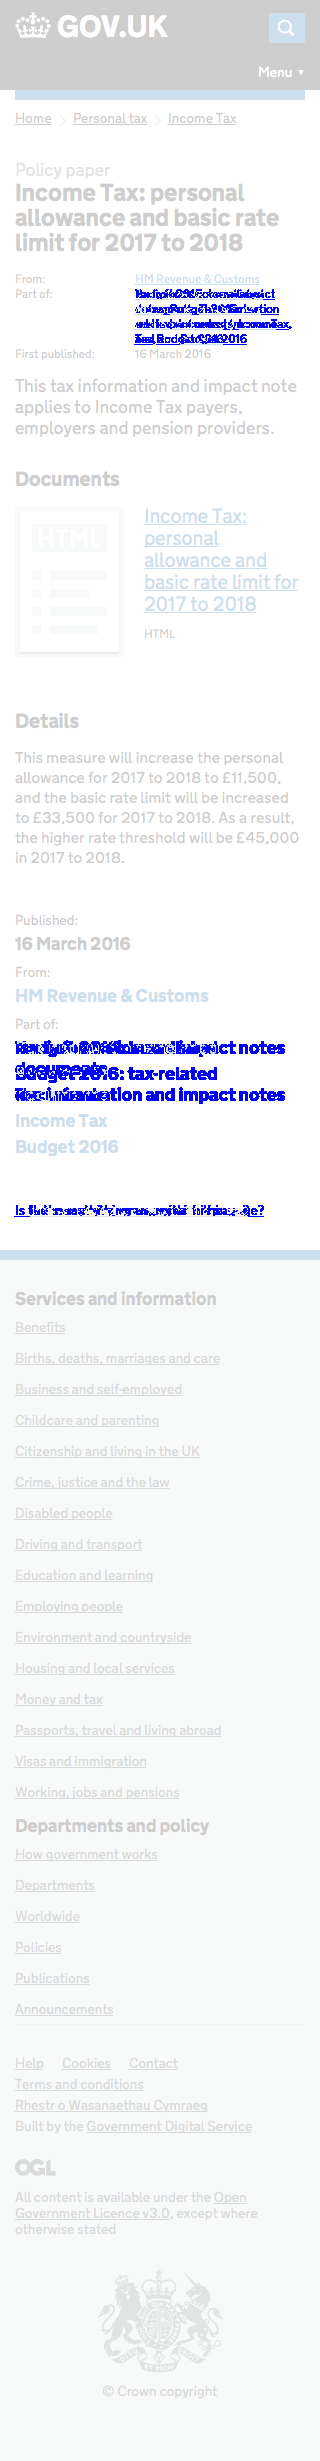 GOV.UK
Menu ▼
Home Personal tax Income Tax
Policy paper
Income Tax: personal
allowance and basic rate
limit for 2017 to 2018
From: HM Revenue & Customs
Part of:
First published: 16 March 2016
This tax information and impact note
applies to Income Tax payers,
employers and pension providers.
Documents
HTML
Income Tax:
personal
allowance and
basic rate limit for
2017 to 2018
HTML
Details
This measure will increase the personal
allowance for 2017 to 2018 to £11,500,
and the basic rate limit will be increased
to £33,500 for 2017 to 2018. As a result,
the higher rate threshold will be £45,000
in 2017 to 2018.
Published:
16 March 2016
From:
HM Revenue & Customs
Part of:
impact notes
2016: tax-related
information and impact notes
Income Tax
Budget 2016
Services and information
Benefits
Births, deaths, marriages and care
Business and self-employed
Childcare and parenting
Citizenship and living in the UK
Crime, justice and the law
Disabled people
Driving and transport
Education and learning
Employing people
Environment and countryside
Housing and local services
Money and tax
Passports, travel and living abroad
Visas and immigration
Working, jobs and pensions
Departments and policy
How government works
Departments
Worldwide
Policies
Publications
Announcements
Help Cookies Contact
Terms and conditions
Rhestr o Wasanaethau Cymraeg
Built by the Government Digital Service
OGL
All content is available under the Open
Government Licence v3.0, except where
otherwise stated
© Crown copyright